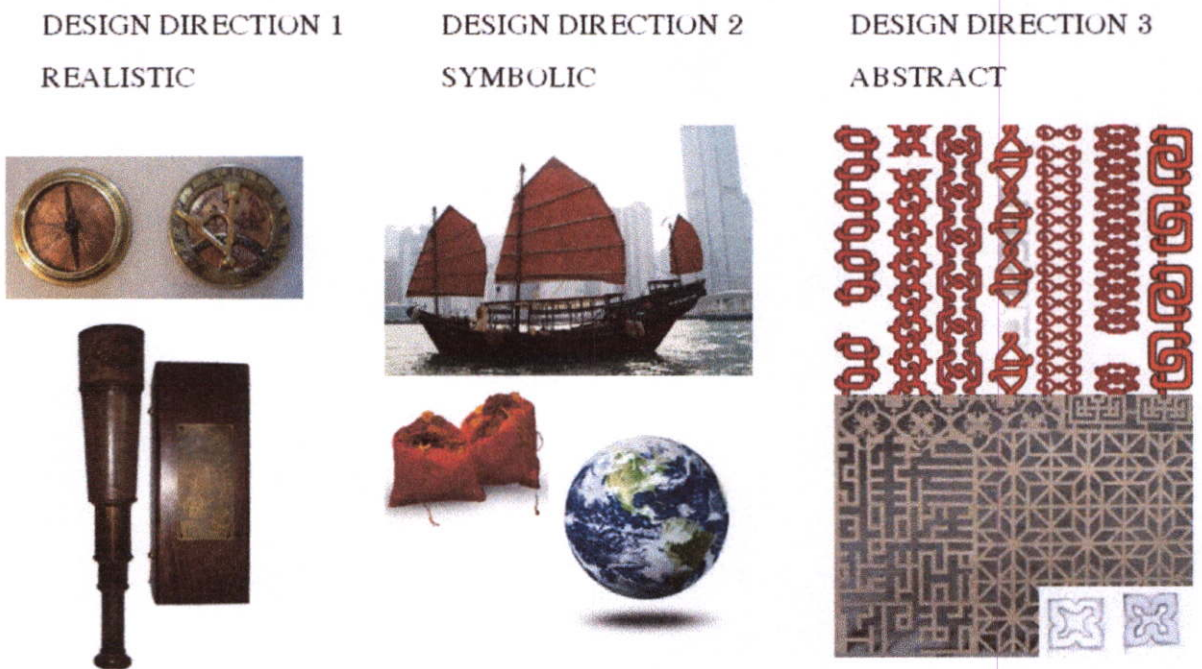 DESIGN DIRECTION 1
REALISTIC
DESIGN DIRECTION 2
SYMBOLIC
DESIGN DIRECTION 3
ABSTRACT